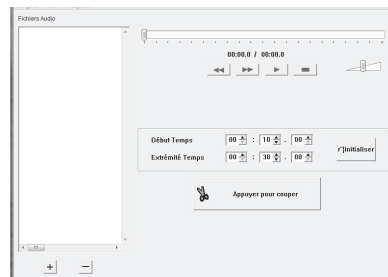 Fichiers Audio
00:00.0 / 00:00.0
Début Temps 00 : 10 . 00
Extrémité Temps 00 : 30 . 00
r˜]initialiser
Appuyer pour couper